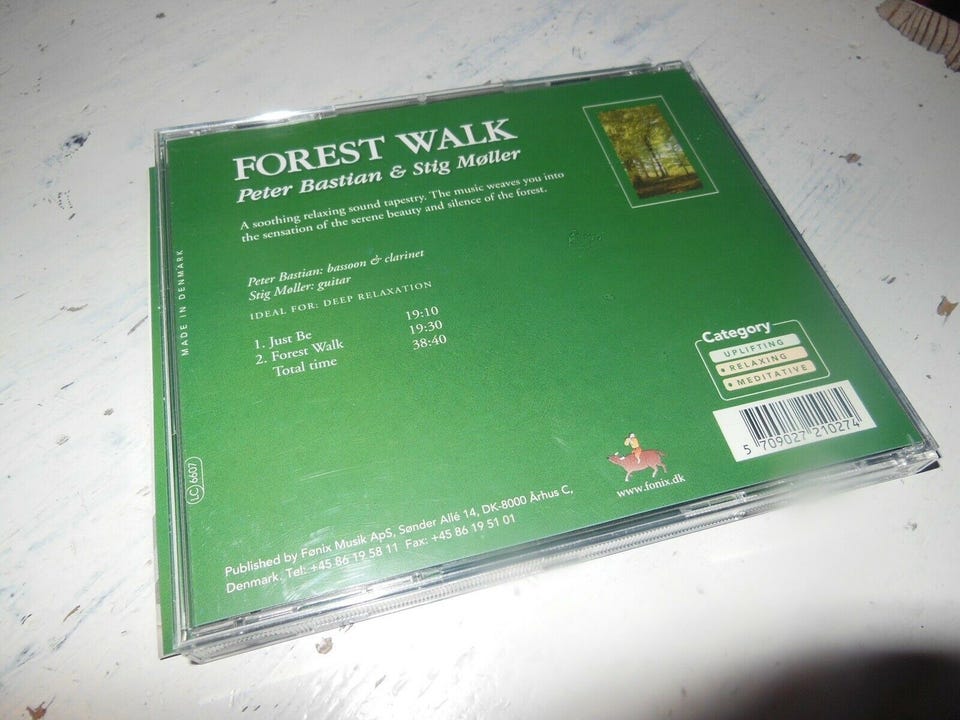 FOREST WALK
Peter Bastian & Stig Møller
A soothing relaxing sound tapestry. The music weaves you into
the sensation of the serene beauty and silence of the forest.
Peter Bastian: bassoon & clarinet
Stig Møller: guitar
IDEAL FOR: DEEP RELAXATION
1. Just Be 19:10
2. Forest Walk 19:30
Total time 38:40
MADE IN DENMARK
LC 6607
Category
UPLIFTING
• RELAXING
• MEDITATIVE
5 709027 210274
www.fonix.dk
Published by Fønix Musik ApS, Sønder Allé 14, DK-8000 Århus C,
Denmark. Tel: +45 86 19 58 11 Fax: +45 86 19 51 01